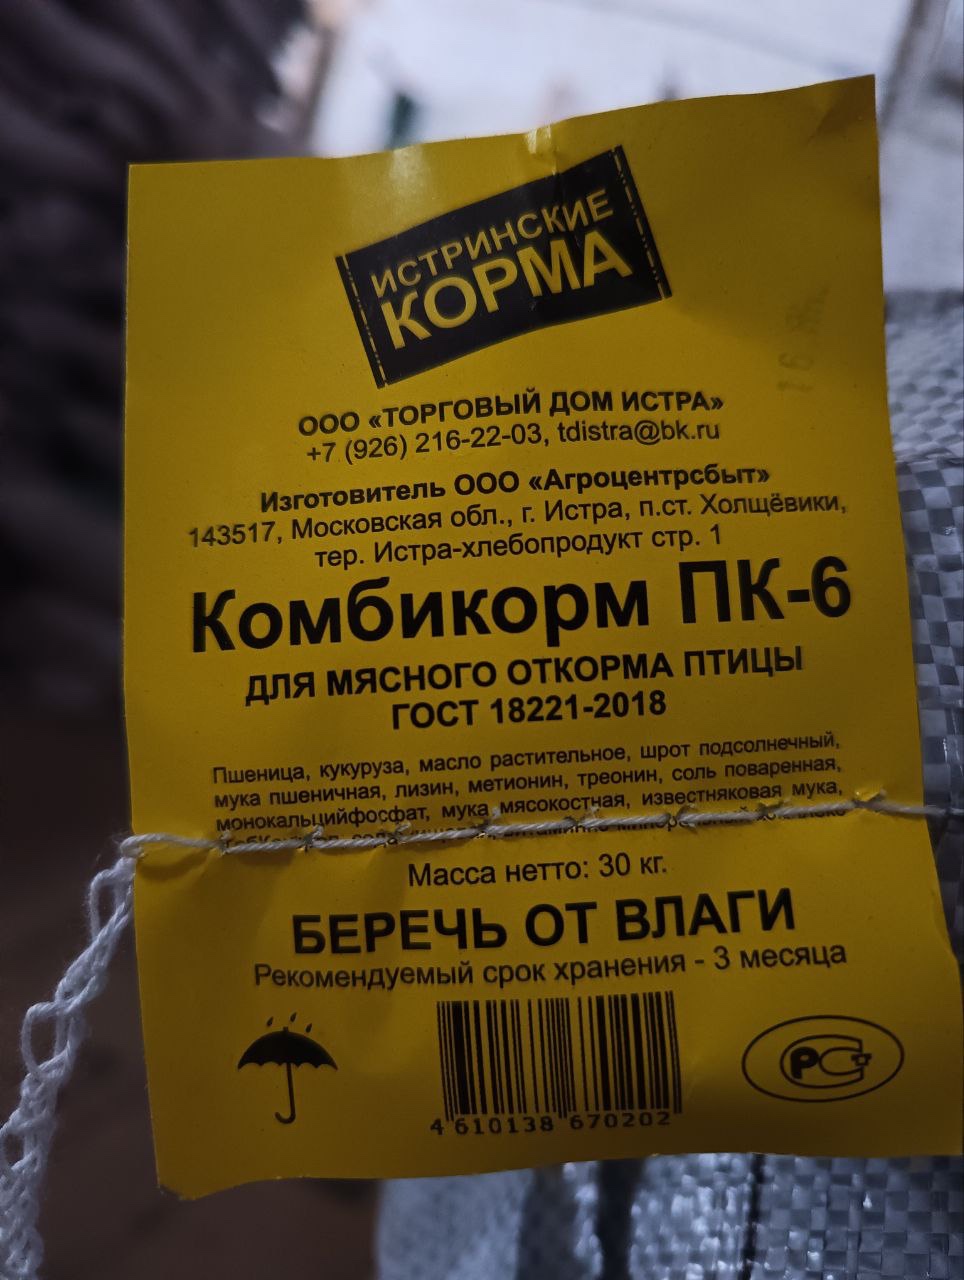 ИСТРИНСКИЕ
КОРМА
ООО «ТОРГОВЫЙ ДОМ ИСТРА»
+7 (926) 216-22-03, tdistra@bk.ru
Изготовитель ООО «Агроцентрсбыт»
143517, Московская обл., г. Истра, п.ст. Холщёвики,
тер. Истра-хлебопродукт стр. 1
Комбикорм ПК-6
ДЛЯ МЯСНОГО ОТКОРМА ПТИЦЫ
ГОСТ 18221-2018
Пшеница, кукуруза, масло растительное, шрот подсолнечный,
мука пшеничная, лизин, метионин, треонин, соль поваренная,
монокальцийфосфат, мука мясокостная, известняковая мука,
Масса нетто: 30 кг.
БЕРЕЧЬ ОТ ВЛАГИ
Рекомендуемый срок хранения - 3 месяца
РСТ
4 610138 670202